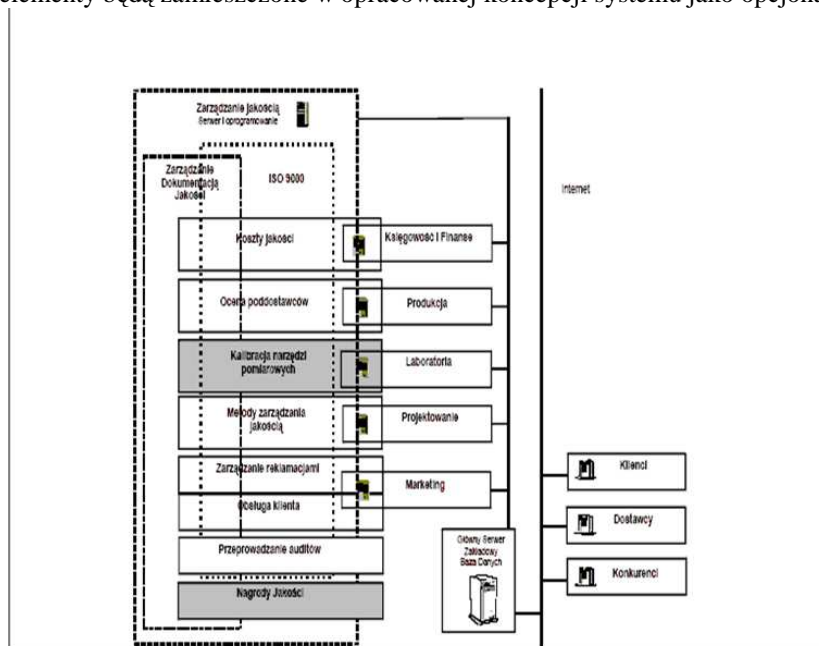 elementy będą zamieszczone w opracowanej koncepcji systemu jako
Zarządzanie jakością
Serwer i oprogramowanie
Zarządzanie
Dokumentacją
Jakości
ISO 9000
Internet
Koszty jakości
Księgowość i Finanse
Ocena poddostawców
Produkcja
Kalibracja narzędzi
pomiarowych
Laboratoria
Metody zarządzania
jakością
Projektowanie
Zarządzanie reklamacjami
Marketing
Obsługa klienta
Przeprowadzanie auditów
Nagrody Jakości
Główny Serwer
Zakładowy
Baza Danych
Klienci
Dostawcy
Konkurenci